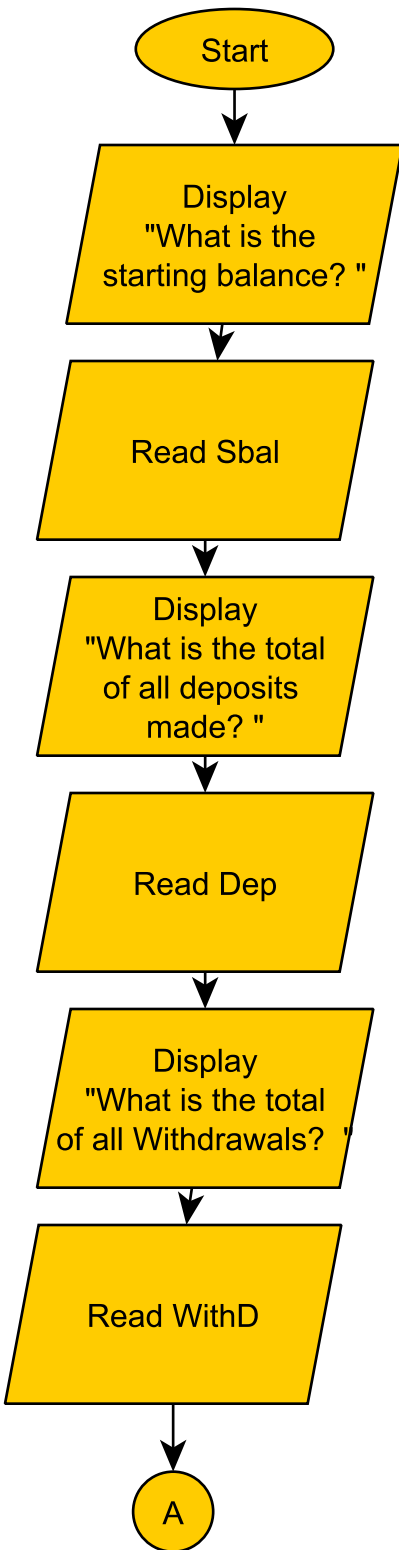 Start
Display
"What is the
starting balance? "
Read Sbal
Display
"What is the total
of all deposits
made? "
Read Dep
Display
"What is the total
of all Withdrawals?  "
Read WithD
A